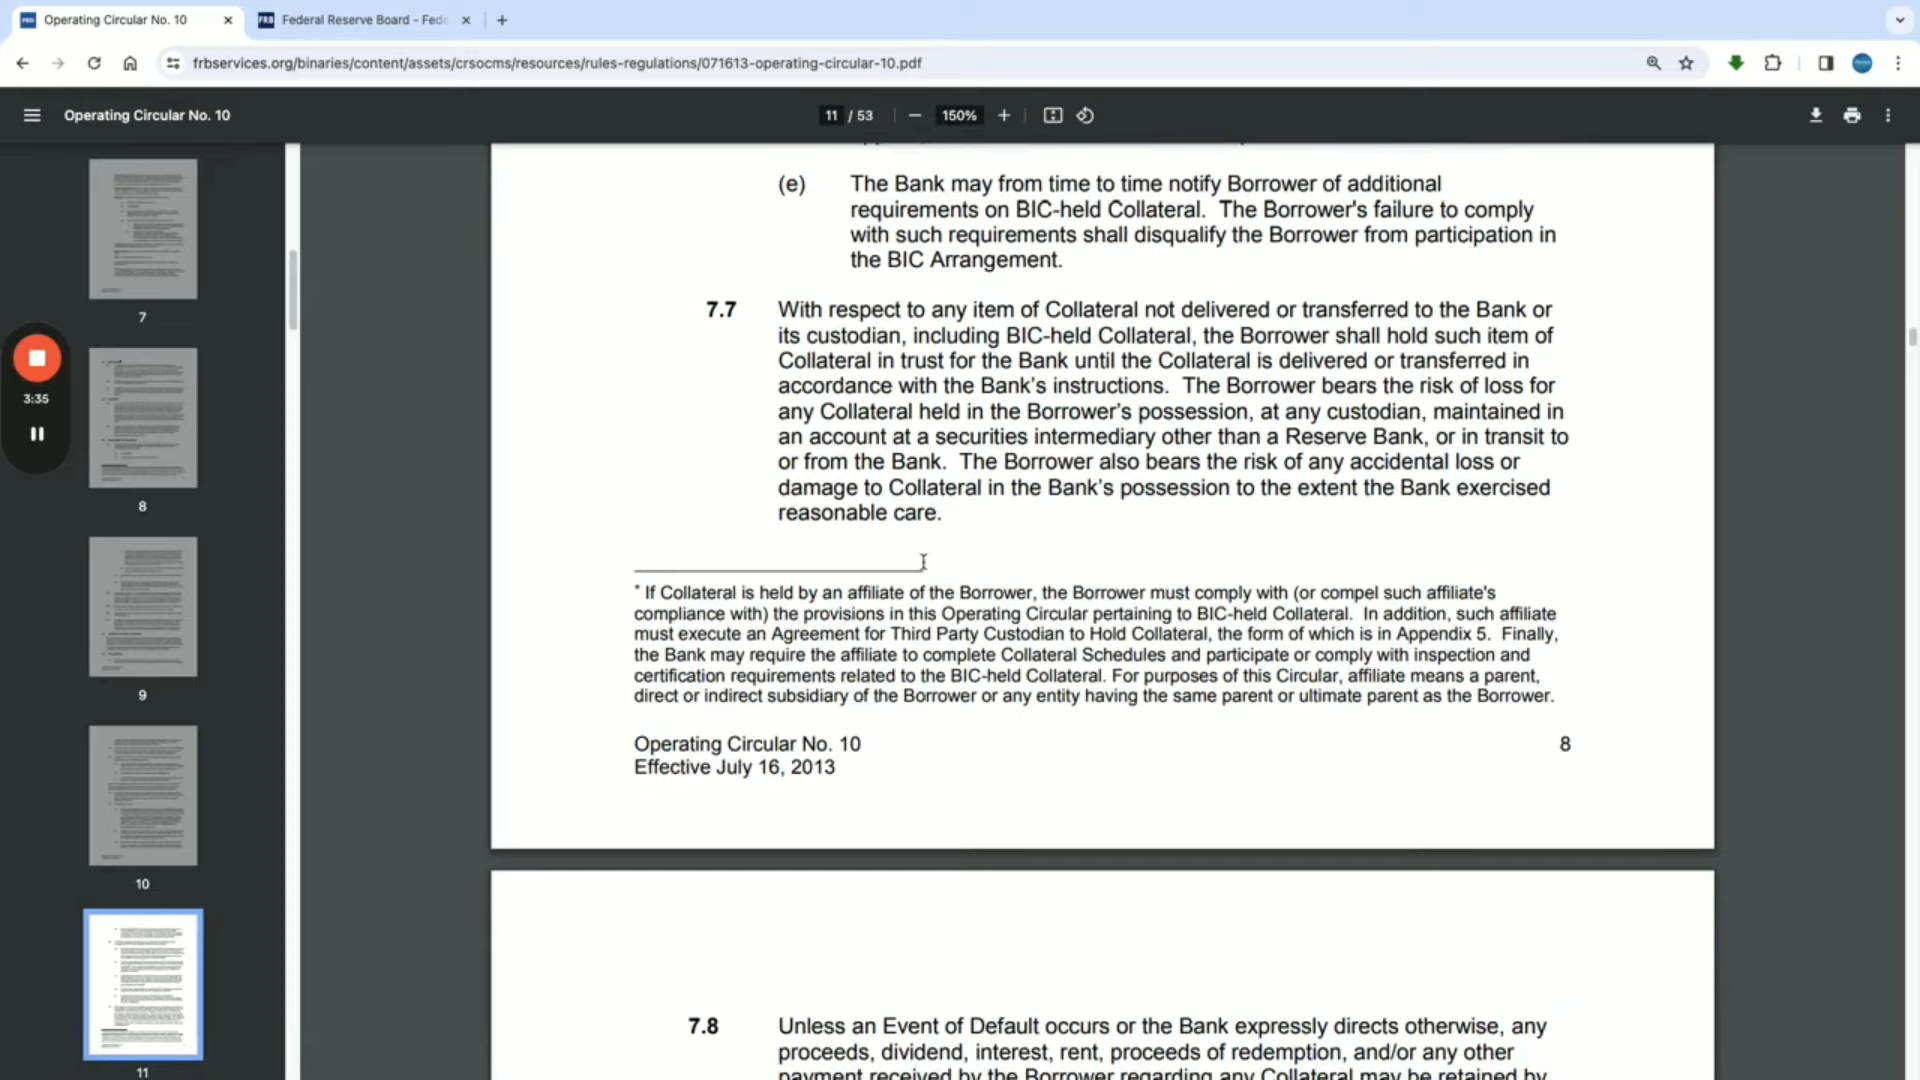 Operating Circular No. 10
FRB Federal Reserve Board - Fed
frbservices.org/binaries/content/assets/crsocms/resources/rules-regulations/071613-operating-circular-10.pdf
Operating Circular No. 10
11 / 53
150%
7
8
9
10
11
3:35
(e) The Bank may from time to time notify Borrower of additional
requirements on BIC-held Collateral. The Borrower's failure to comply
with such requirements shall disqualify the Borrower from participation in
the BIC Arrangement.
7.7 With respect to any item of Collateral not delivered or transferred to the Bank or
its custodian, including BIC-held Collateral, the Borrower shall hold such item of
Collateral in trust for the Bank until the Collateral is delivered or transferred in
accordance with the Bank's instructions. The Borrower bears the risk of loss for
any Collateral held in the Borrower's possession, at any custodian, maintained in
an account at a securities intermediary other than a Reserve Bank, or in transit to
or from the Bank. The Borrower also bears the risk of any accidental loss or
damage to Collateral in the Bank's possession to the extent the Bank exercised
reasonable care.
* If Collateral is held by an affiliate of the Borrower, the Borrower must comply with (or compel such affiliate's
compliance with) the provisions in this Operating Circular pertaining to BIC-held Collateral. In addition, such affiliate
must execute an Agreement for Third Party Custodian to Hold Collateral, the form of which is in Appendix 5. Finally,
the Bank may require the affiliate to complete Collateral Schedules and participate or comply with inspection and
certification requirements related to the BIC-held Collateral. For purposes of this Circular, affiliate means a parent,
direct or indirect subsidiary of the Borrower or any entity having the same parent or ultimate parent as the Borrower.
Operating Circular No. 10 8
Effective July 16, 2013
7.8 Unless an Event of Default occurs or the Bank expressly directs otherwise, any
proceeds, dividend, interest, rent, proceeds of redemption, and/or any other
payment received by the Borrower regarding any Collateral may be retained by